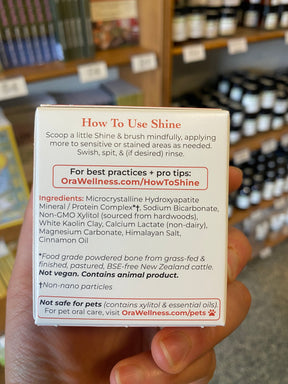 How To Use Shine
Scoop a little Shine & brush mindfully, applying
more to sensitive or stained areas as needed.
Swish, spit, & (if desired) rinse.
For best practices + pro tips:
OraWellness.com/HowToShine
Ingredients: Microcrystalline Hydroxyapatite
Mineral / Protein Complex*†, Sodium Bicarbonate,
Non-GMO Xylitol (sourced from hardwoods),
White Kaolin Clay, Calcium Lactate (non-dairy),
Magnesium Carbonate, Himalayan Salt,
Cinnamon Oil
*Food grade powdered bone from grass-fed &
finished, pastured, BSE-free New Zealand cattle.
Not vegan. Contains animal product.
†Non-nano particles
Not safe for pets (contains xylitol & essential oils).
For pet oral care, visit OraWellness.com/pets